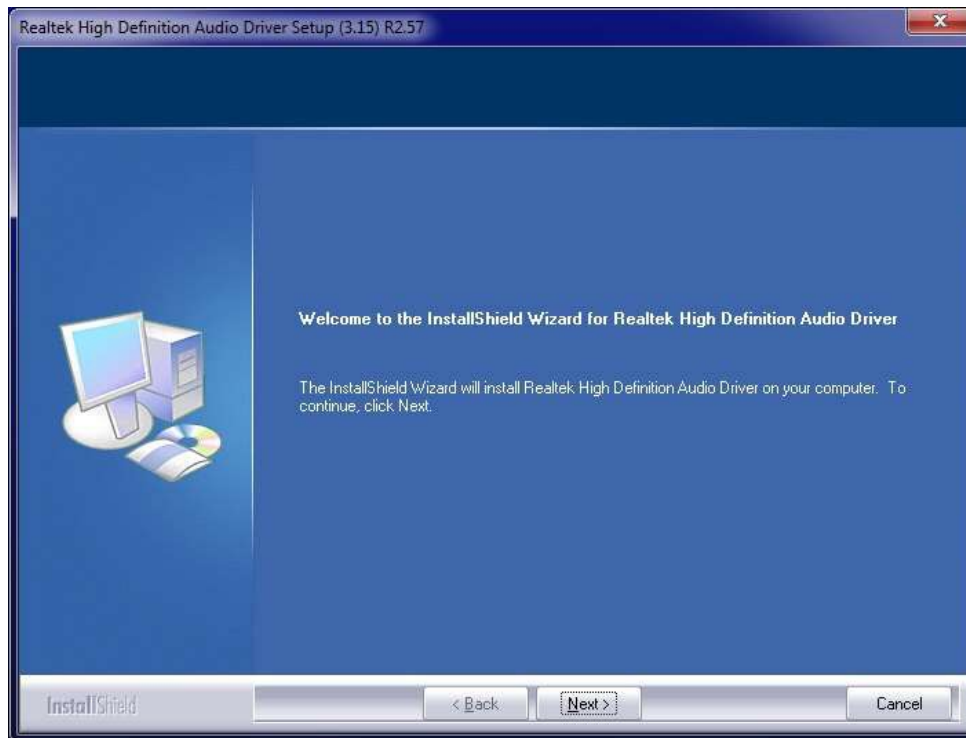 Realtek High Definition Audio Driver Setup (3.15) R2.57
Welcome to the InstallShield Wizard for Realtek High Definition Audio Driver
The InstallShield Wizard will install Realtek High Definition Audio Driver on your computer. To
continue, click Next.
InstallShield
< Back
Next >
Cancel